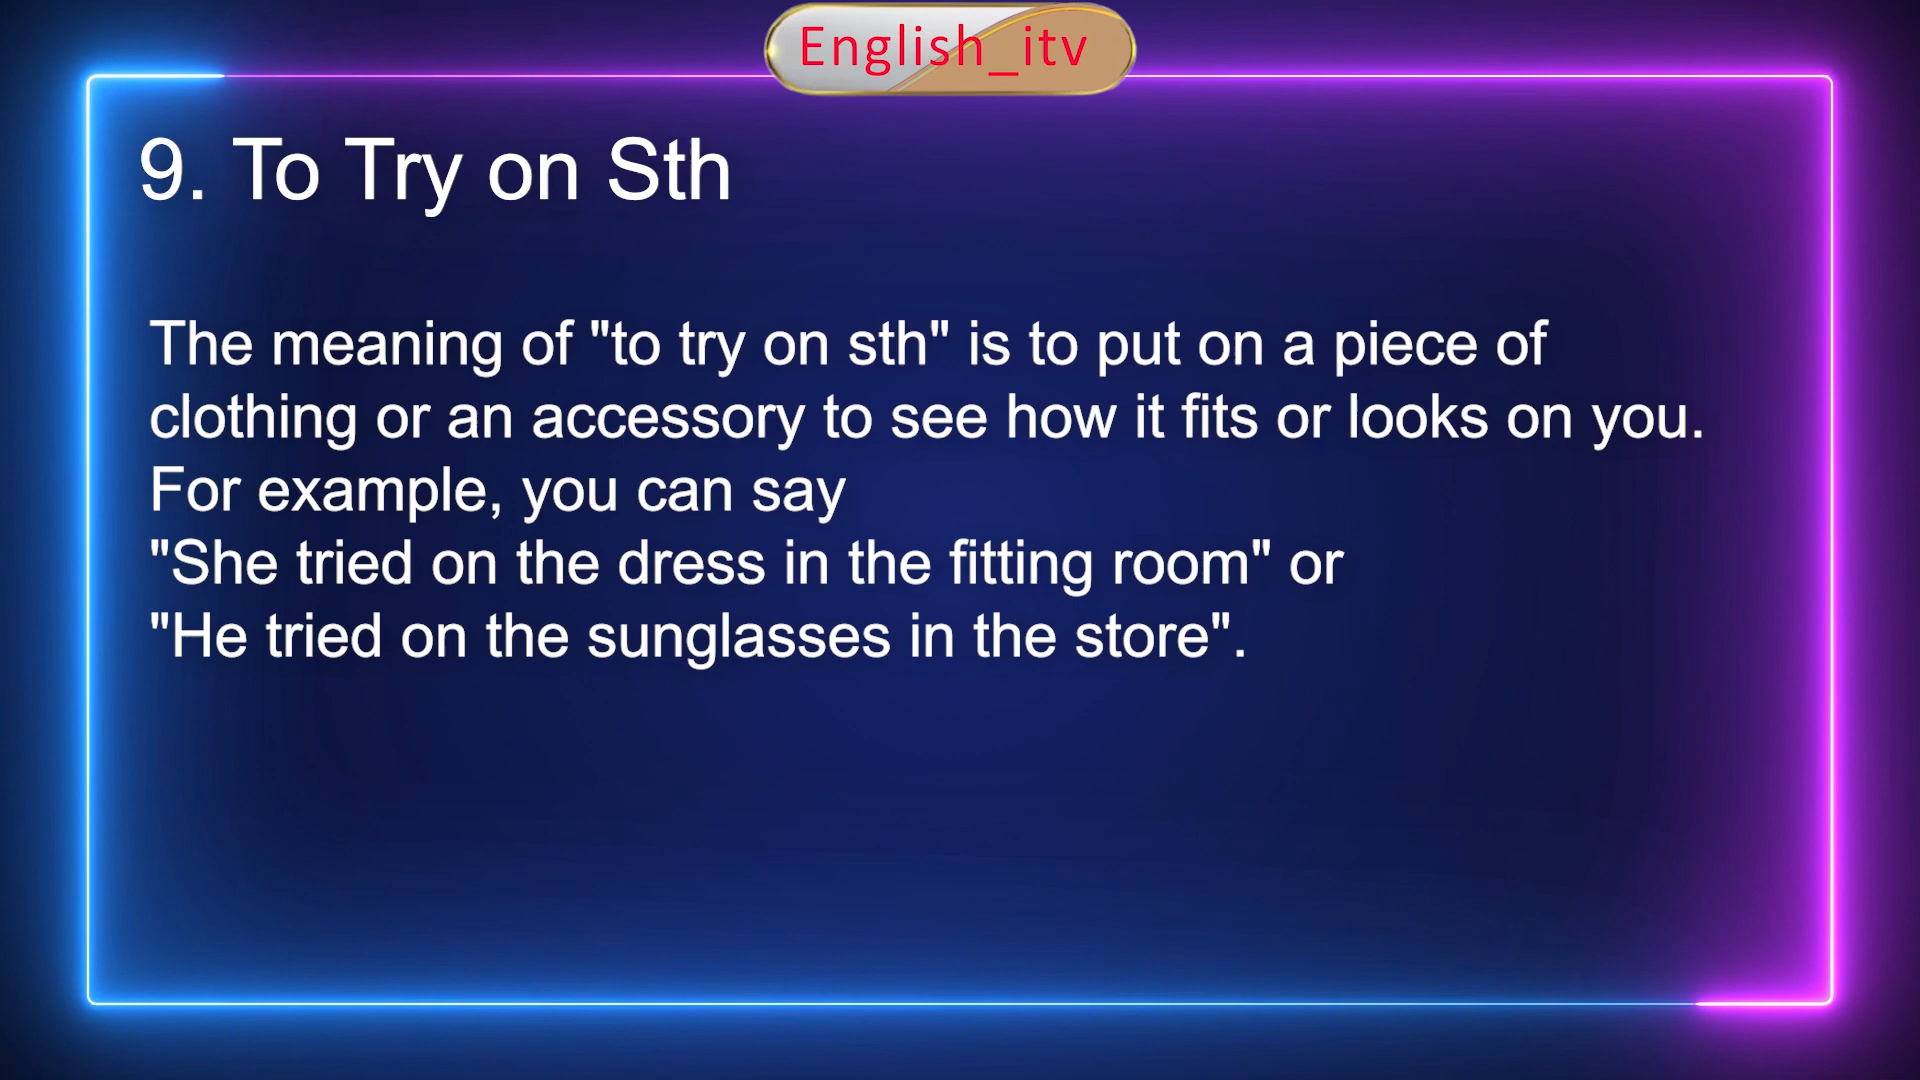 English_itv
9. To Try on Sth
The meaning of "to try on sth" is to put on a piece of
clothing or an accessory to see how it fits or looks on you.
For example, you can say
"She tried on the dress in the fitting room" or
"He tried on the sunglasses in the store".